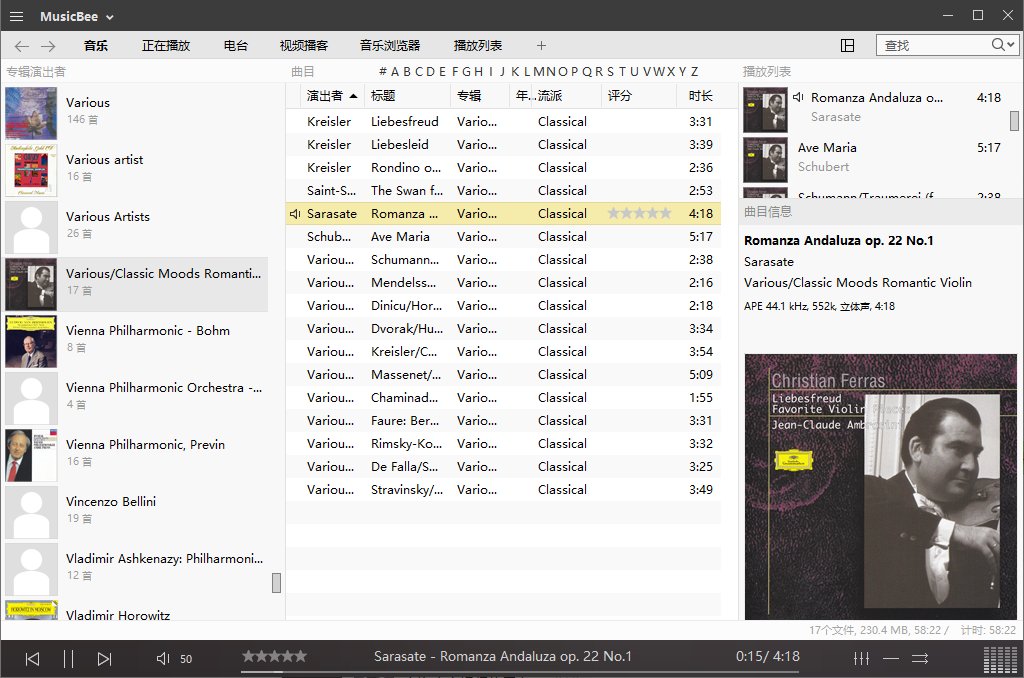 MusicBee
音乐 正在播放 电台 视频播客 音乐浏览器 播放列表 + 查找
专辑演出者
Various
146 首
Various artist
16 首
Various Artists
26 首
Various/Classic Moods Romanti...
17 首
Vienna Philharmonic - Bohm
8 首
Vienna Philharmonic Orchestra -...
4 首
Vienna Philharmonic, Previn
16 首
Vincenzo Bellini
19 首
Vladimir Ashkenazy: Philharmoni...
12 首
Vladimir Horowitz
曲目 # A B C D E F G H I J K L M N O P Q R S T U V W X Y Z
演出者 标题 专辑 年... 流派 评分 时长
Kreisler Liebesfreud Vario... Classical 3:31
Kreisler Liebesleid Vario... Classical 3:39
Kreisler Rondino o... Vario... Classical 2:36
Saint-S... The Swan f... Vario... Classical 2:53
Sarasate Romanza ... Vario... Classical 4:18
Schub... Ave Maria Vario... Classical 5:17
Variou... Schumann... Vario... Classical 2:38
Variou... Mendelss... Vario... Classical 2:16
Variou... Dinicu/Hor... Vario... Classical 2:18
Variou... Dvorak/Hu... Vario... Classical 3:34
Variou... Kreisler/C... Vario... Classical 3:54
Variou... Massenet/... Vario... Classical 5:09
Variou... Chaminad... Vario... Classical 1:55
Variou... Faure: Ber... Vario... Classical 3:31
Variou... Rimsky-Ko... Vario... Classical 3:32
Variou... De Falla/S... Vario... Classical 3:25
Variou... Stravinsky/... Vario... Classical 3:49
播放列表
Romanza Andaluza o... 4:18
Sarasate
Ave Maria 5:17
Schubert
Schumann/Traumerei (f... 2:38
曲目信息
Romanza Andaluza op. 22 No.1
Sarasate
Various/Classic Moods Romantic Violin
APE 44.1 kHz, 552k, 立体声, 4:18
Christian Ferras
Liebesfreud
Favorite Violin Pieces
Jean-Claude Ambrosini
17个文件, 230.4 MB, 58:22 / 计时: 58:22
50 Sarasate - Romanza Andaluza op. 22 No.1 0:15/ 4:18